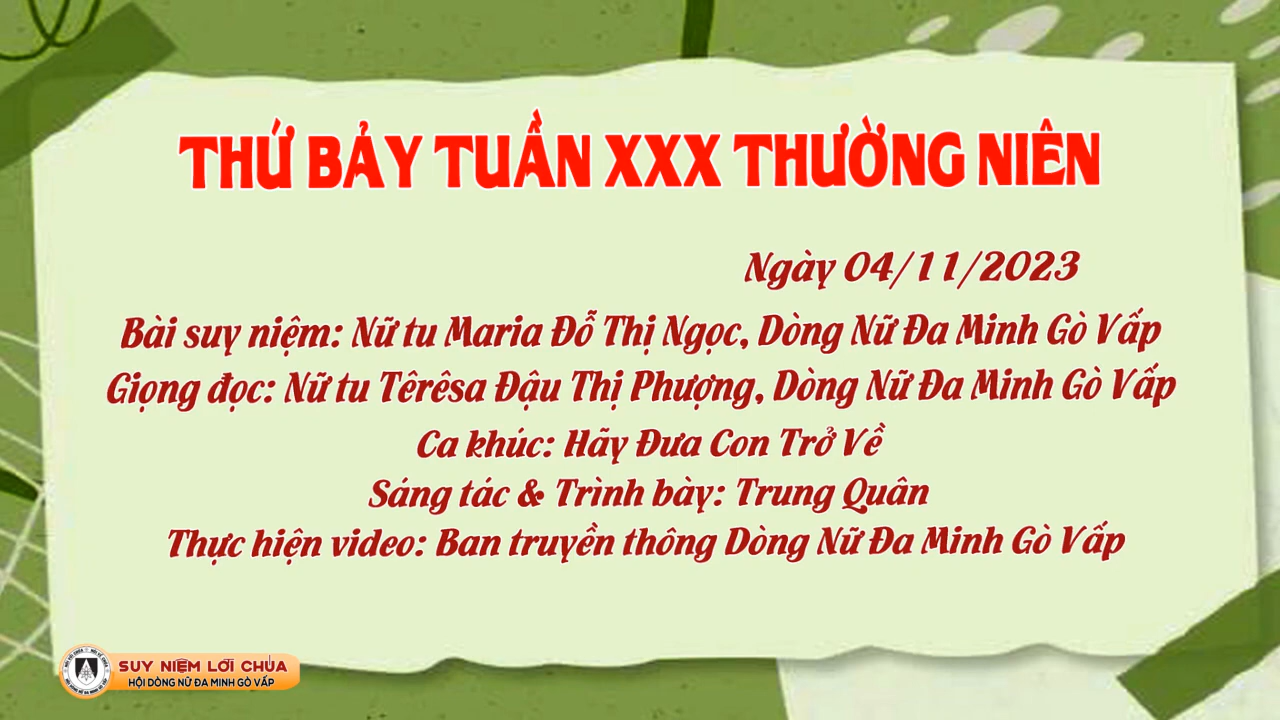 THỨ BẢY TUẦN XXX THƯỜNG NIÊN
Ngày 04/11/2023
Bài suy niệm: Nữ tu Maria Đỗ Thị Ngọc, Dòng Nữ Đa Minh Gò Vấp
Giọng đọc: Nữ tu Têrêsa Đậu Thị Phượng, Dòng Nữ Đa Minh Gò Vấp
Ca khúc: Hãy Đưa Con Trở Về
Sáng tác & Trình bày: Trung Quân
Thực hiện video: Ban truyền thông Dòng Nữ Đa Minh Gò Vấp
SUY NIỆM LỜI CHÚA
HỘI DÒNG NỮ ĐA MINH GÒ VẤP